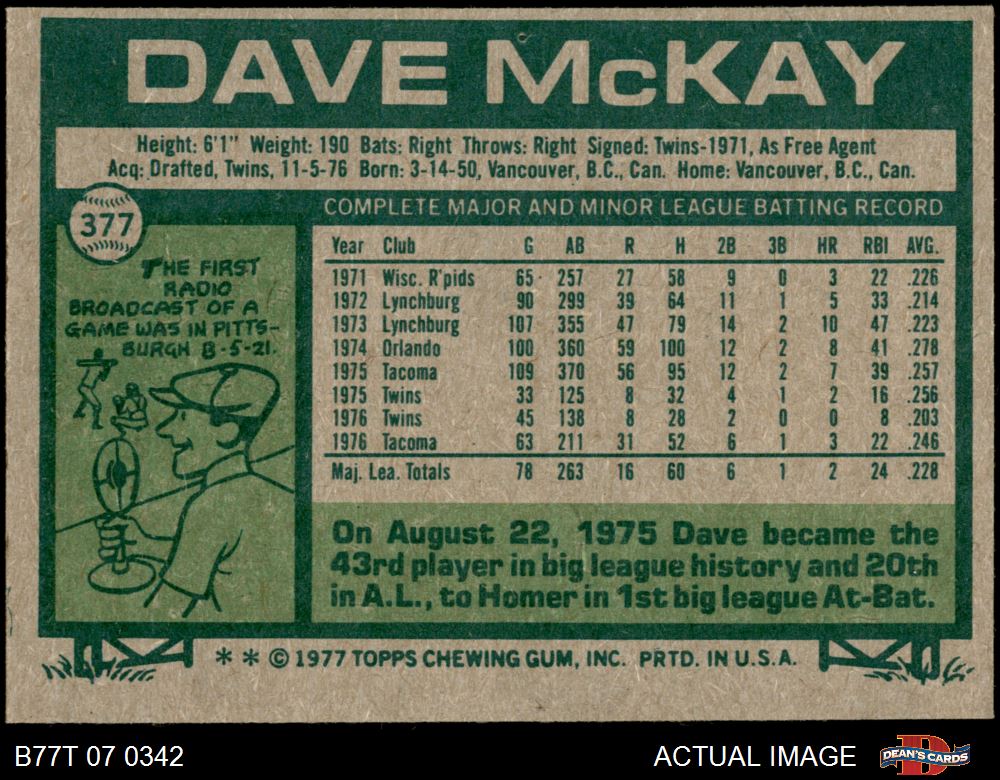 DAVE McKAY
Height: 6'1" Weight: 190 Bats: Right Throws: Right Signed: Twins-1971, As Free Agent
Acq: Drafted, Twins, 11-5-76 Born: 3-14-50, Vancouver, B.C., Can. Home: Vancouver, B.C., Can.
377
THE FIRST
RADIO
BROADCAST OF A
GAME WAS IN PITTS-
BURGH 8-5-21.
COMPLETE MAJOR AND MINOR LEAGUE BATTING RECORD
Year Club G AB R H 2B 3B HR RBI AVG.
1971 Wisc. R'pids 65 257 27 58 9 0 3 22 .226
1972 Lynchburg 90 299 39 64 11 1 5 33 .214
1973 Lynchburg 107 355 47 79 14 2 10 47 .223
1974 Orlando 100 360 59 100 12 2 8 41 .278
1975 Tacoma 109 370 56 95 12 2 7 39 .257
1975 Twins 33 125 8 32 4 1 2 16 .256
1976 Twins 45 138 8 28 2 0 0 8 .203
1976 Tacoma 63 211 31 52 6 1 3 22 .246
Maj. Lea. Totals 78 263 16 60 6 1 2 24 .228
On August 22, 1975 Dave became the
43rd player in big league history and 20th
in A.L., to Homer in 1st big league At-Bat.
* * © 1977 TOPPS CHEWING GUM, INC. PRTD. IN U.S.A.
B77T 07 0342
ACTUAL IMAGE
D
DEAN'S CARDS